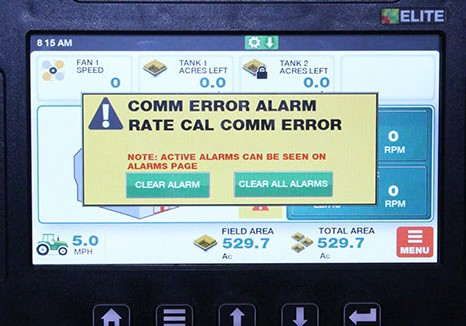 ELITE
8:15 AM
FAN 1
SPEED
0
TANK 1
ACRES LEFT
0.0
TANK 2
ACRES LEFT
0.0
COMM ERROR ALARM
RATE CAL COMM ERROR
NOTE: ACTIVE ALARMS CAN BE SEEN ON
ALARMS PAGE
CLEAR ALARM
CLEAR ALL ALARMS
0
RPM
0
RPM
5.0
MPH
FIELD AREA
529.7
Ac
TOTAL AREA
529.7
Ac
MENU